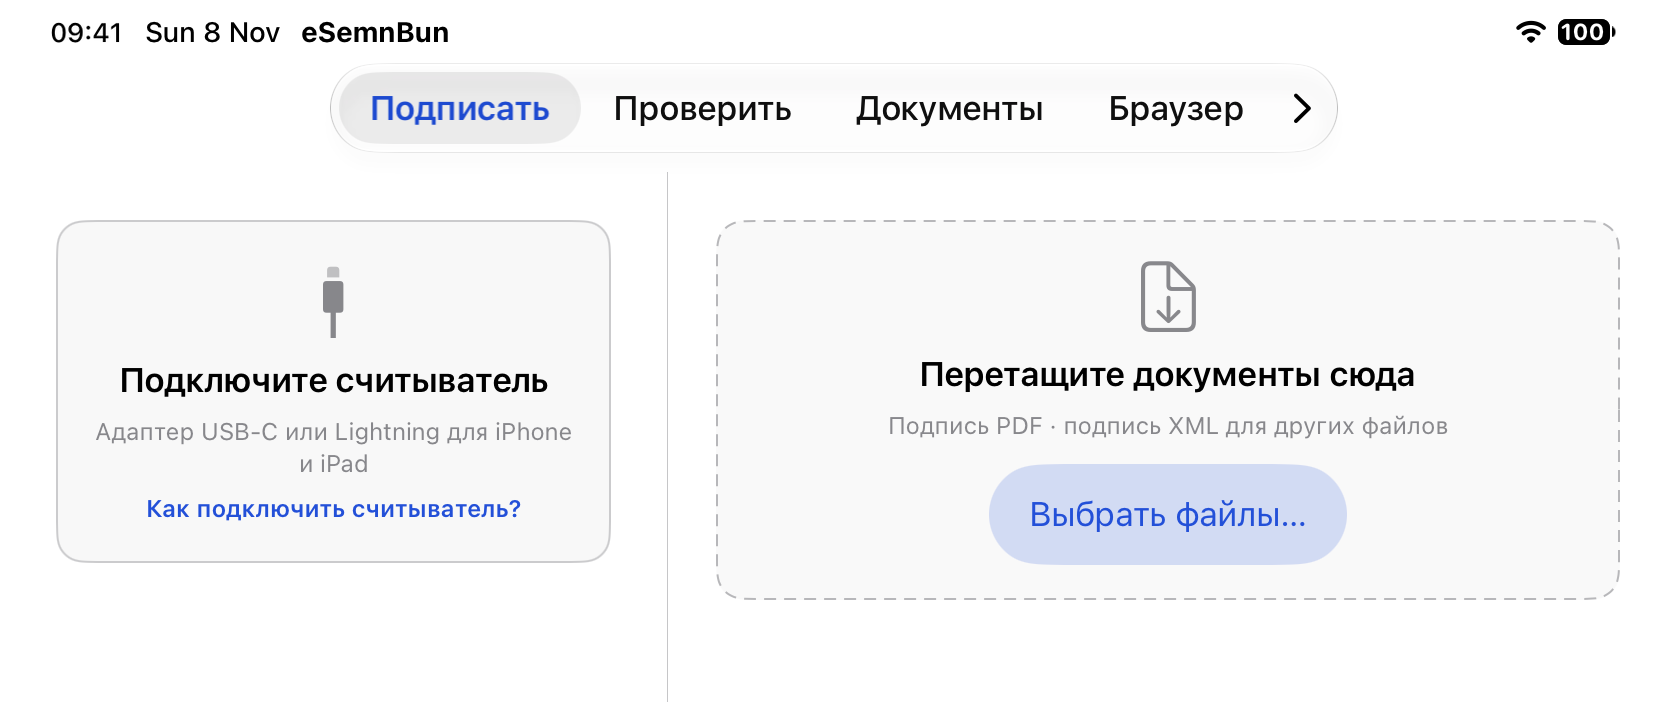 09:41 Sun 8 Nov eSemnBun 100
Подписать Проверить Документы Браузер
Подключите считыватель
Адаптер USB-C или Lightning для iPhone
и iPad
Как подключить считыватель?
Перетащите документы сюда
Подпись PDF · подпись XML для других файлов
Выбрать файлы...